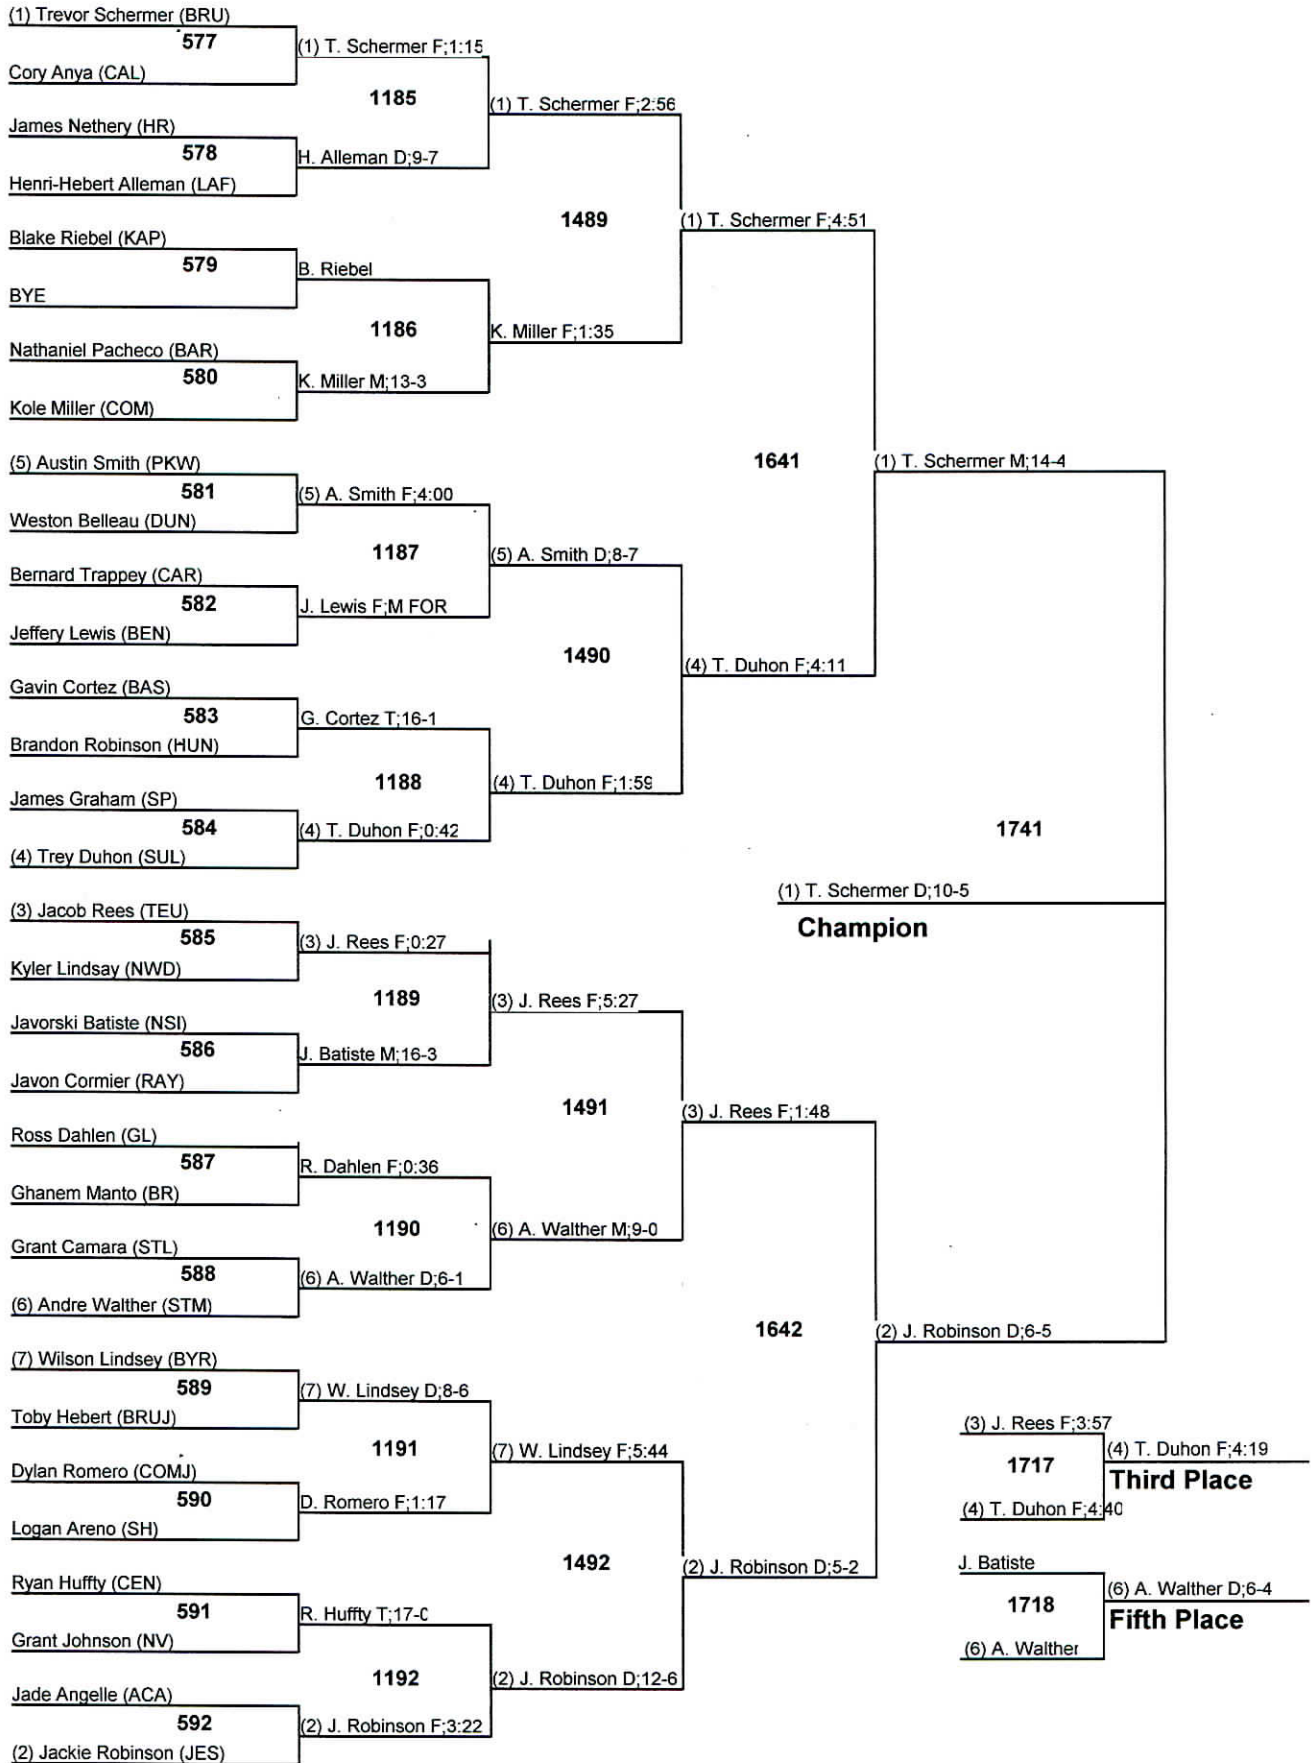 (1) Trevor Schermer (BRU)
577
Cory Anya (CAL)
James Nethery (HR)
578
Henri-Hebert Alleman (LAF)
Blake Riebel (KAP)
579
BYE
Nathaniel Pacheco (BAR)
580
Kole Miller (COM)
(5) Austin Smith (PKW)
581
Weston Belleau (DUN)
Bernard Trappey (CAR)
582
Jeffery Lewis (BEN)
Gavin Cortez (BAS)
583
Brandon Robinson (HUN)
James Graham (SP)
584
(4) Trey Duhon (SUL)
(3) Jacob Rees (TEU)
585
Kyler Lindsay (NWD)
Javorski Batiste (NSI)
586
Javon Cormier (RAY)
Ross Dahlen (GL)
587
Ghanem Manto (BR)
Grant Camara (STL)
588
(6) Andre Walther (STM)
(7) Wilson Lindsey (BYR)
589
Toby Hebert (BRUJ)
Dylan Romero (COMJ)
590
Logan Areno (SH)
Ryan Huffty (CEN)
591
Grant Johnson (NV)
Jade Angelle (ACA)
592
(2) Jackie Robinson (JES)
(1) T. Schermer F;1:15
1185
H. Alleman D;9-7
B. Riebel
1186
K. Miller M;13-3
(5) A. Smith F;4:00
1187
J. Lewis F;M FOR
G. Cortez T;16-1
1188
(4) T. Duhon F;0:42
(3) J. Rees F;0:27
1189
J. Batiste M;16-3
R. Dahlen F;0:36
1190
(6) A. Walther D;6-1
(7) W. Lindsey D;8-6
1191
D. Romero F;1:17
R. Huffty T;17-0
1192
(2) J. Robinson F;3:22
(1) T. Schermer F;2:56
1489
K. Miller F;1:35
(5) A. Smith D;8-7
1490
(4) T. Duhon F;1:59
(3) J. Rees F;5:27
1491
(6) A. Walther M;9-0
(7) W. Lindsey F;5:44
1492
(2) J. Robinson D;12-6
(1) T. Schermer F;4:51
1641
(4) T. Duhon F;4:11
(3) J. Rees F;1:48
1642
(2) J. Robinson D;5-2
(1) T. Schermer M;14-4
1741
(2) J. Robinson D;6-5
(1) T. Schermer D;10-5
Champion
(3) J. Rees F;3:57
1717
(4) T. Duhon F;4:40
(4) T. Duhon F;4:19
Third Place
J. Batiste
1718
(6) A. Walther
(6) A. Walther D;6-4
Fifth Place